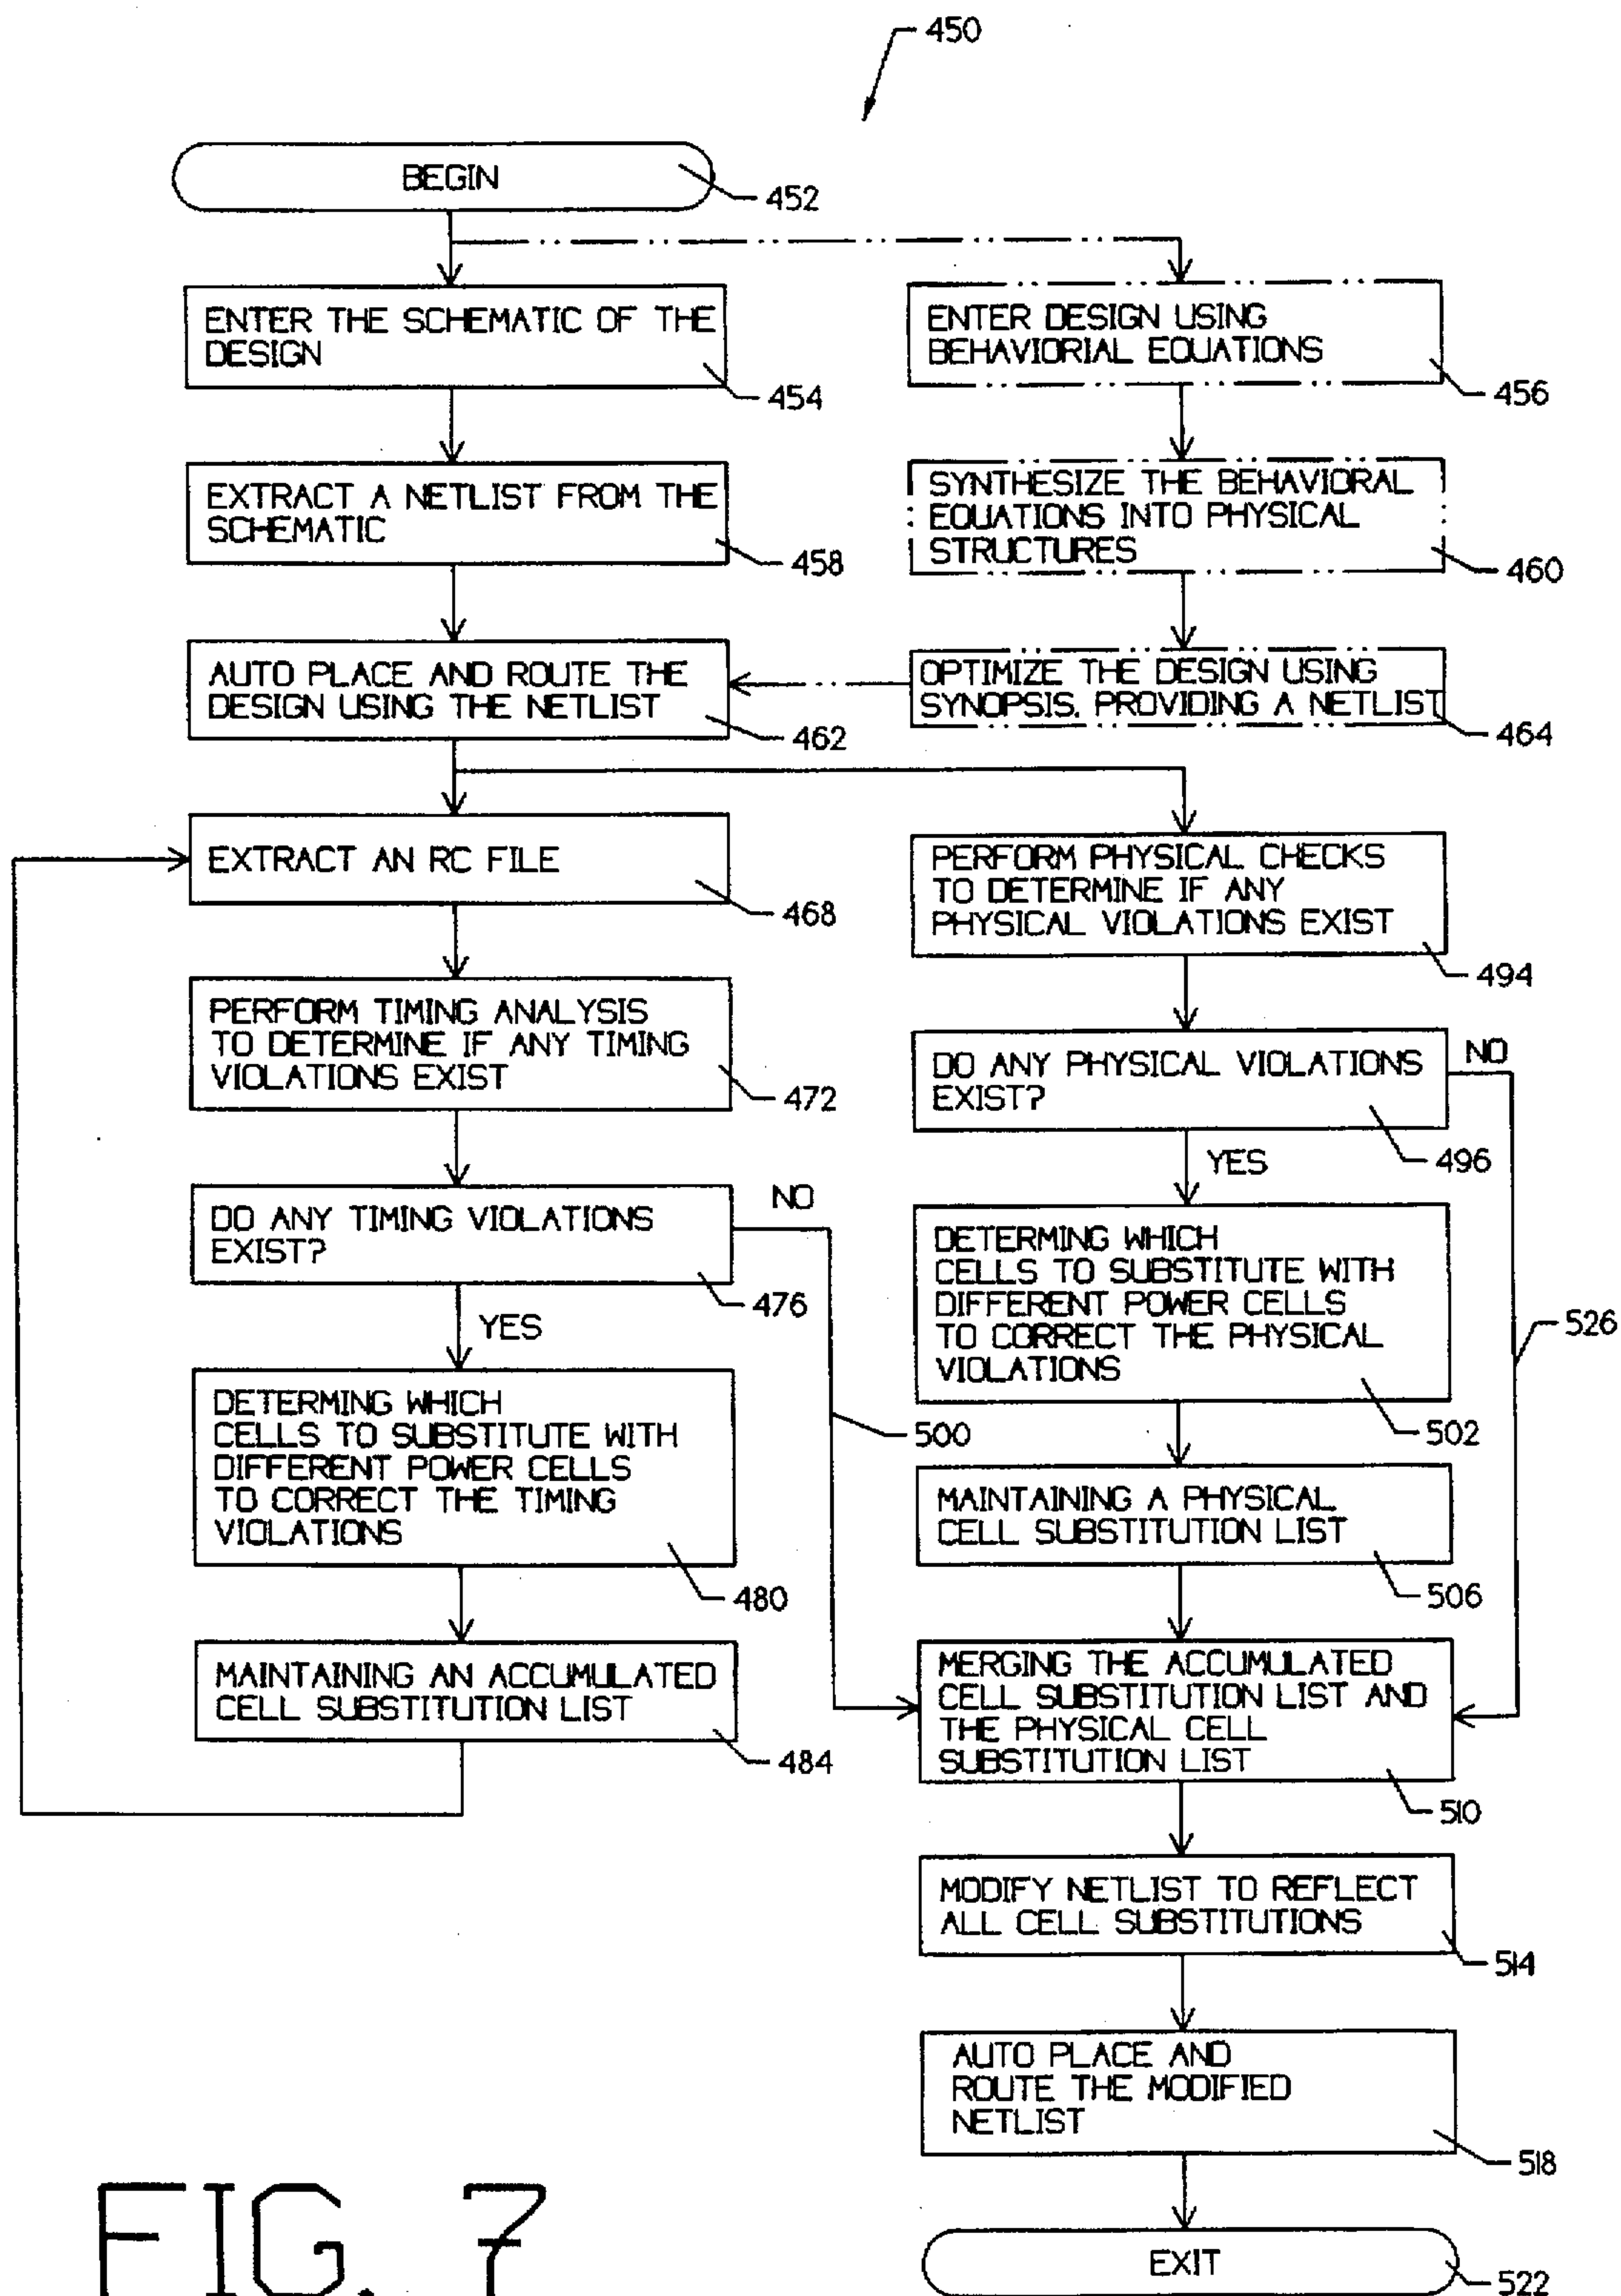 450
BEGIN
452
ENTER THE SCHEMATIC OF THE
DESIGN
454
ENTER DESIGN USING
BEHAVIORIAL EQUATIONS
456
EXTRACT A NETLIST FROM THE
SCHEMATIC
458
SYNTHESIZE THE BEHAVIORAL
EQUATIONS INTO PHYSICAL
STRUCTURES
460
AUTO PLACE AND ROUTE THE
DESIGN USING THE NETLIST
462
OPTIMIZE THE DESIGN USING
SYNOPSIS, PROVIDING A NETLIST
464
EXTRACT AN RC FILE
468
PERFORM PHYSICAL CHECKS
TO DETERMINE IF ANY
PHYSICAL VIOLATIONS EXIST
494
PERFORM TIMING ANALYSIS
TO DETERMINE IF ANY TIMING
VIOLATIONS EXIST
472
DO ANY PHYSICAL VIOLATIONS
EXIST?
496
NO
YES
DO ANY TIMING VIOLATIONS
EXIST?
476
NO
YES
DETERMING WHICH
CELLS TO SUBSTITUTE WITH
DIFFERENT POWER CELLS
TO CORRECT THE PHYSICAL
VIOLATIONS
502
526
DETERMING WHICH
CELLS TO SUBSTITUTE WITH
DIFFERENT POWER CELLS
TO CORRECT THE TIMING
VIOLATIONS
480
500
MAINTAINING A PHYSICAL
CELL SUBSTITUTION LIST
506
MAINTAINING AN ACCUMULATED
CELL SUBSTITUTION LIST
484
MERGING THE ACCUMULATED
CELL SUBSTITUTION LIST AND
THE PHYSICAL CELL
SUBSTITUTION LIST
510
MODIFY NETLIST TO REFLECT
ALL CELL SUBSTITUTIONS
514
AUTO PLACE AND
ROUTE THE MODIFIED
NETLIST
518
EXIT
522
FIG. 7